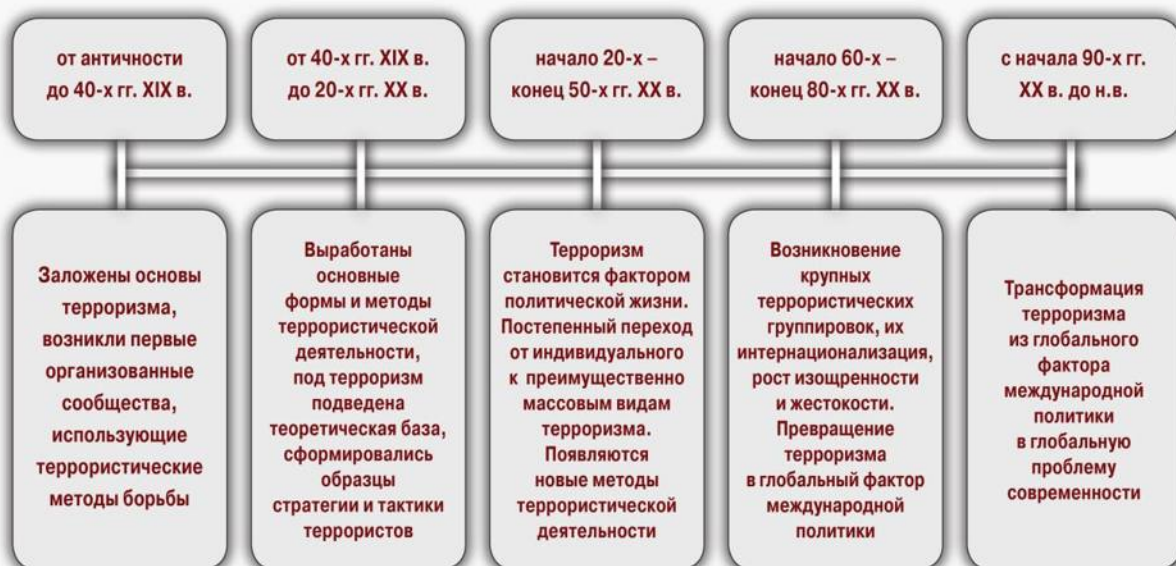 от античности
до 40-х гг. XIX в.
от 40-х гг. XIX в.
до 20-х гг. XX в.
начало 20-х –
конец 50-х гг. XX в.
начало 60-х –
конец 80-х гг. XX в.
с начала 90-х гг.
XX в. до н.в.
Заложены основы
терроризма,
возникли первые
организованные
сообщества,
использующие
террористические
методы борьбы
Выработаны
основные
формы и методы
террористической
деятельности,
под терроризм
подведена
теоретическая база,
сформировались
образцы
стратегии и тактики
террористов
Терроризм
становится фактором
политической жизни.
Постепенный переход
от индивидуального
к преимущественно
массовым видам
терроризма.
Появляются
новые методы
террористической
деятельности
Возникновение
крупных
террористических
группировок, их
интернационализация,
рост изощренности
и жестокости.
Превращение
терроризма
в глобальный фактор
международной
политики
Трансформация
терроризма
из глобального
фактора
международной
политики
в глобальную
проблему
современности